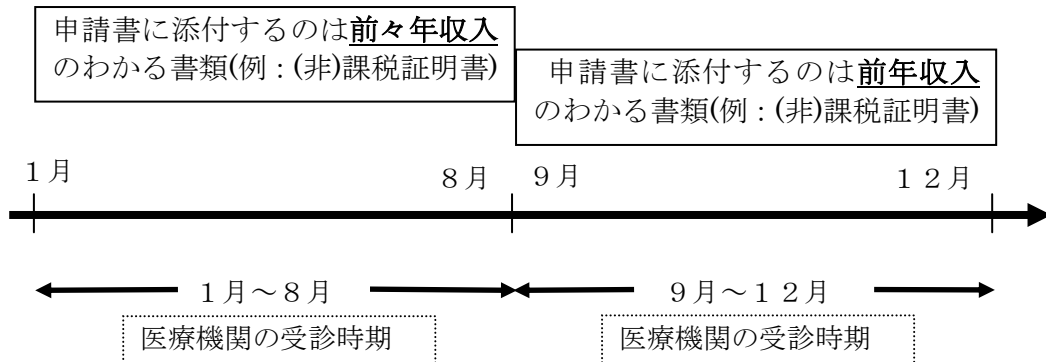 申請書に添付するのは前々年収入
のわかる書類(例：(非)課税証明書)
申請書に添付するのは前年収入
のわかる書類(例：(非)課税証明書)
１月
８月
９月
１２月
１月～８月
９月～１２月
医療機関の受診時期
医療機関の受診時期